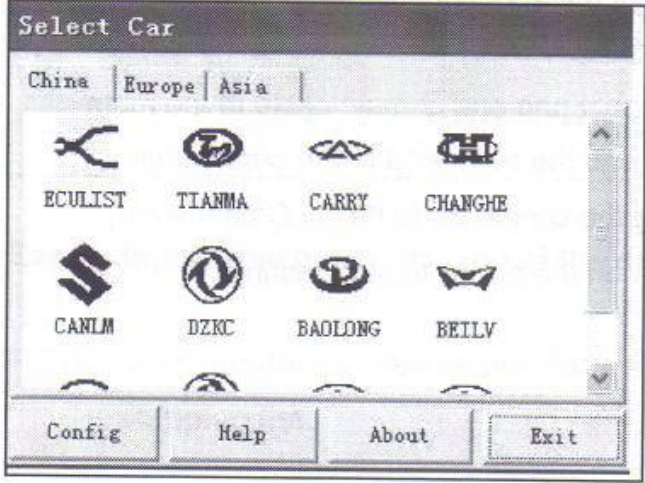 Select Car
China Europe Asia
ECULIST TIANMA CARRY CHANGHE
CANLM DZKC BAOLONG BEILV
Config Help About Exit